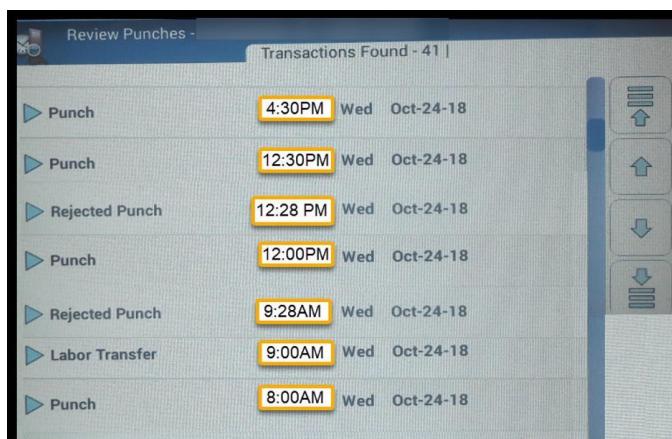 Review Punches -
Transactions Found - 41 |
Punch 4:30PM Wed Oct-24-18
Punch 12:30PM Wed Oct-24-18
Rejected Punch 12:28 PM Wed Oct-24-18
Punch 12:00PM Wed Oct-24-18
Rejected Punch 9:28AM Wed Oct-24-18
Labor Transfer 9:00AM Wed Oct-24-18
Punch 8:00AM Wed Oct-24-18